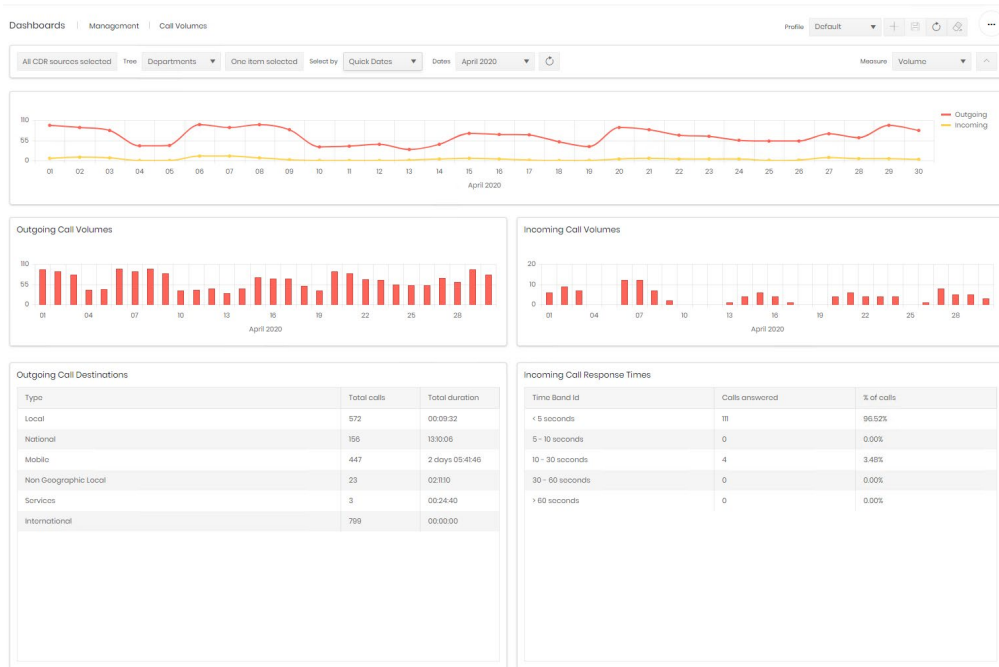 Dashboards | Management | Call Volumes
Profile Default
All CDR sources selected Tree Departments One item selected Select by Quick Dates Dates April 2020 Measure Volume
110
55
0
01 02 03 04 05 06 07 08 09 10 11 12 13 14 15 16 17 18 19 20 21 22 23 24 25 26 27 28 29 30
April 2020
Outgoing
Incoming
Outgoing Call Volumes
110
55
0
01 04 07 10 13 16 19 22 25 28
April 2020
Incoming Call Volumes
20
10
0
01 04 07 10 13 16 19 22 25 28
April 2020
Outgoing Call Destinations
Type Total calls Total duration
Local 572 00:09:32
National 156 13:10:06
Mobile 447 2 days 05:41:46
Non Geographic Local 23 02:11:10
Services 3 00:24:40
International 799 00:00:00
Incoming Call Response Times
Time Band Id Calls answered % of calls
< 5 seconds 111 96.52%
5 - 10 seconds 0 0.00%
10 - 30 seconds 4 3.48%
30 - 60 seconds 0 0.00%
> 60 seconds 0 0.00%